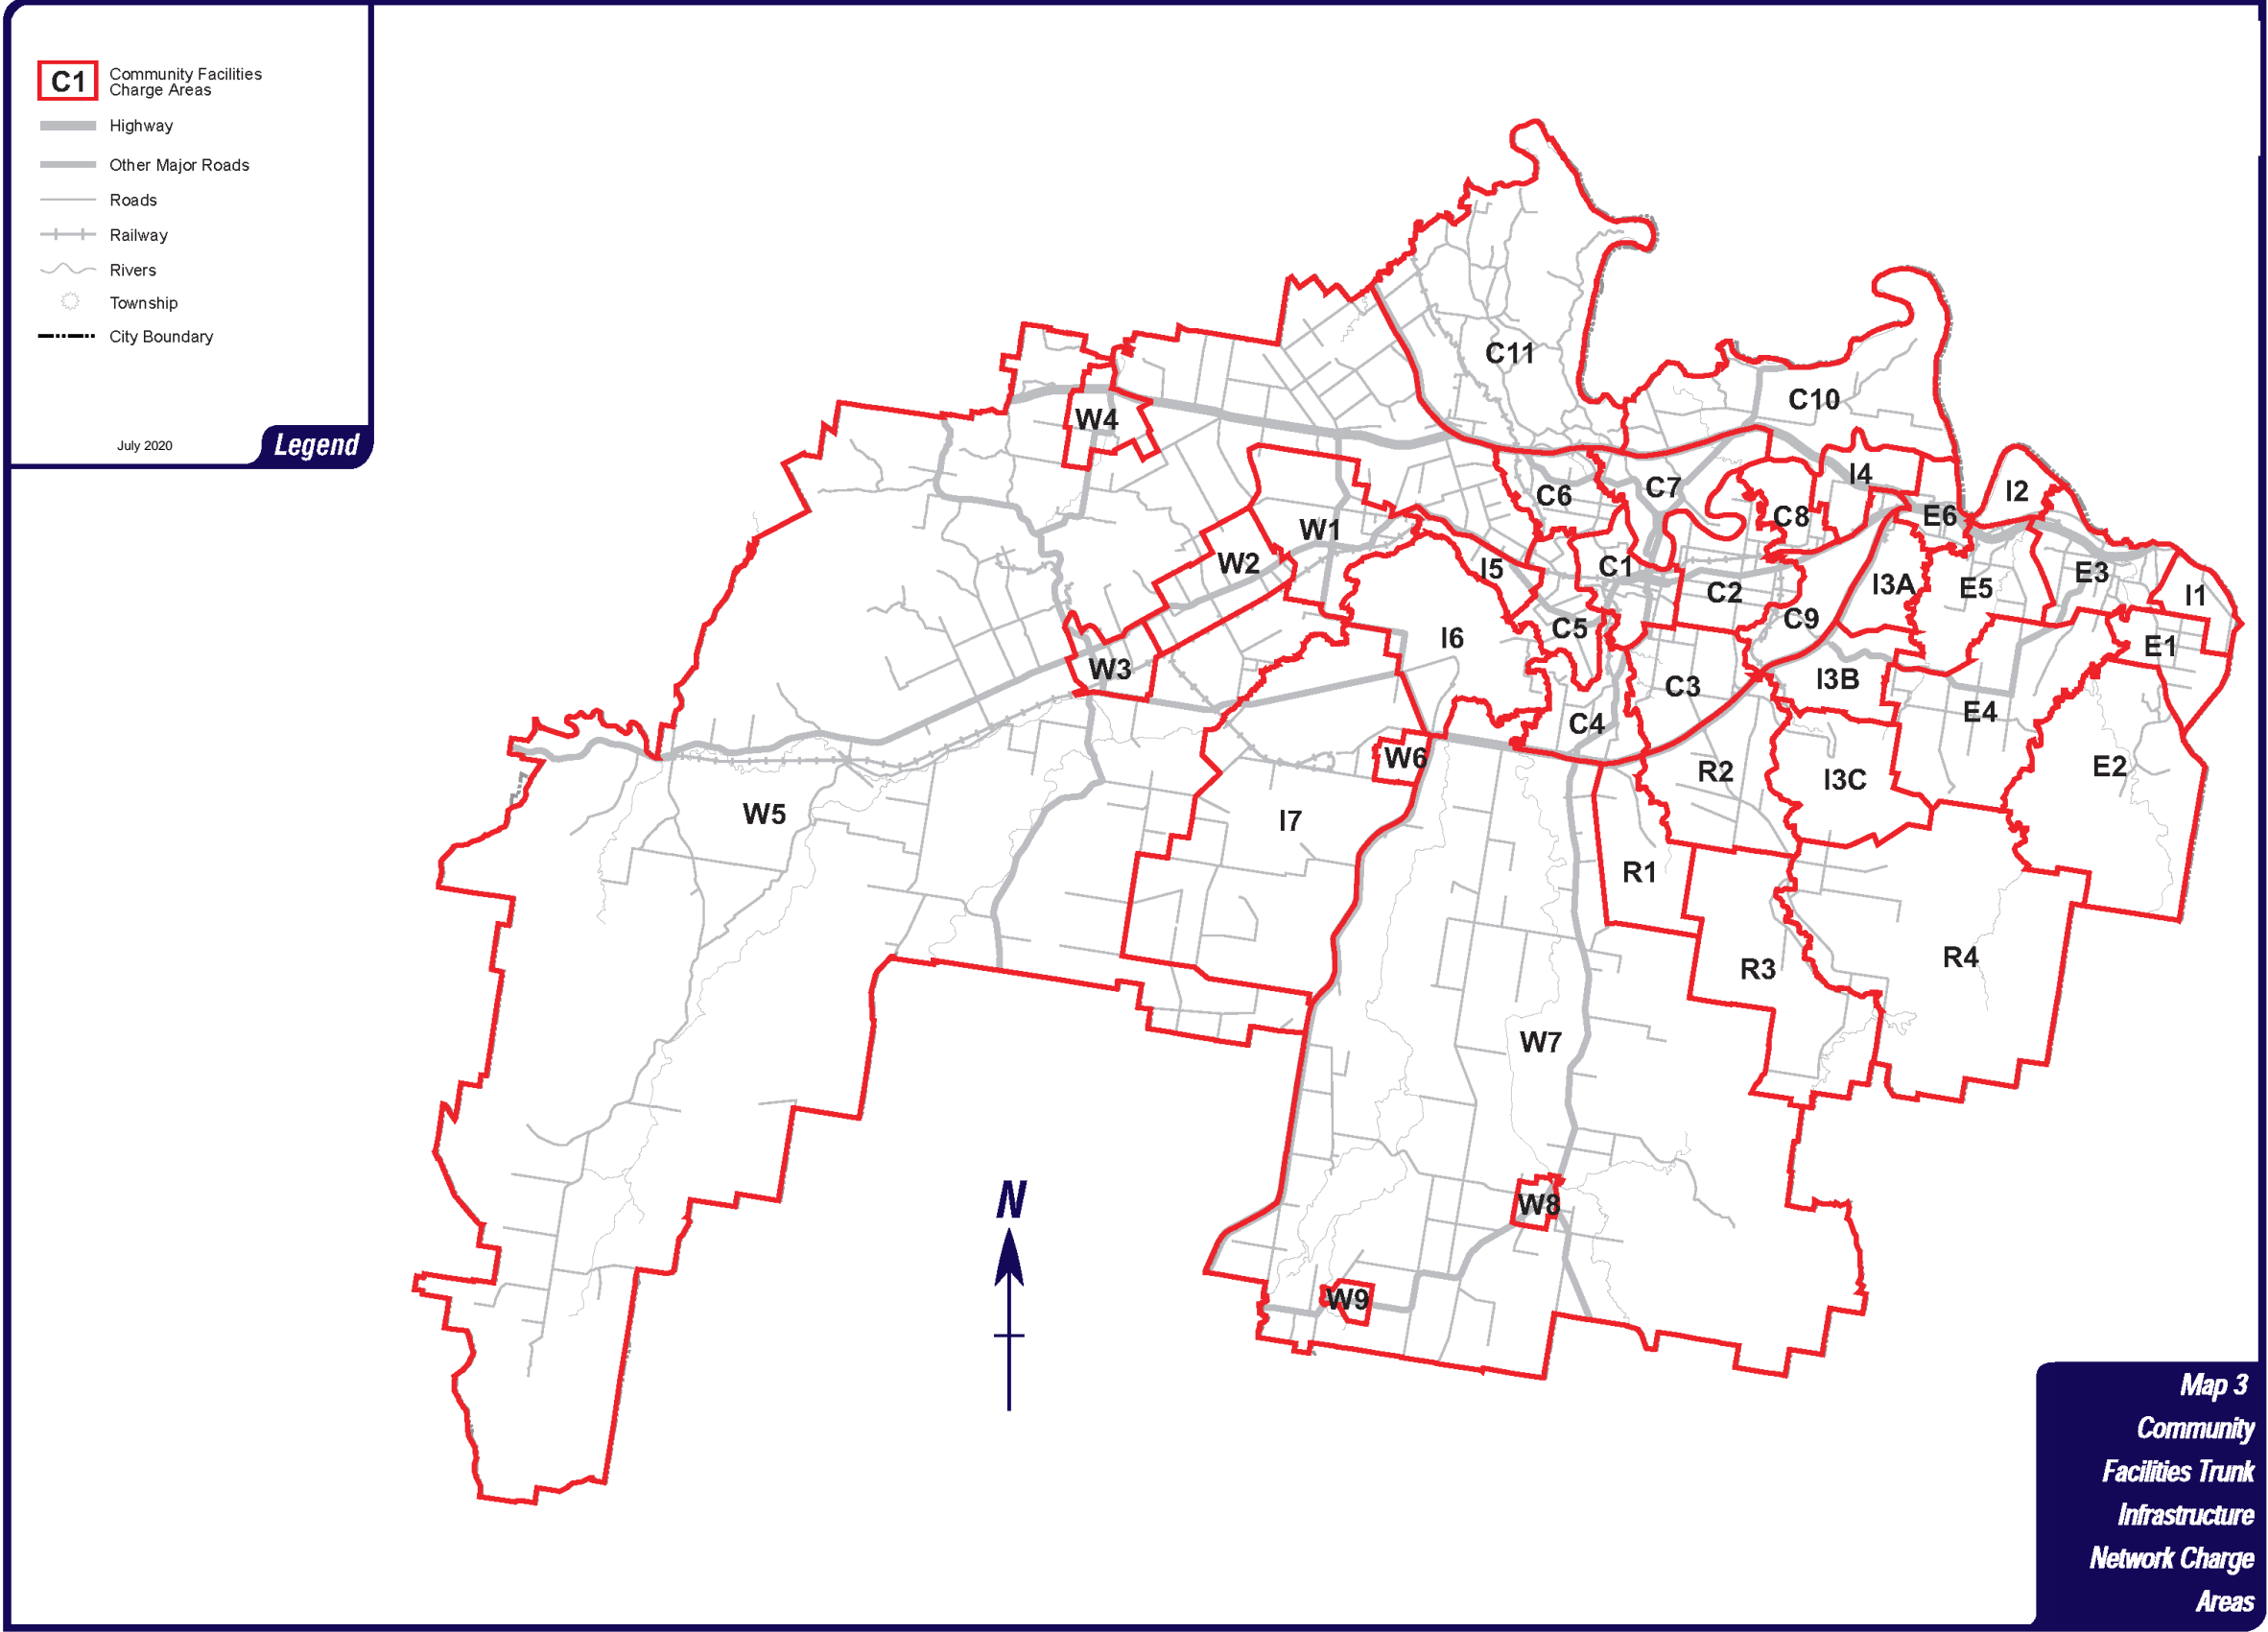 C1
Community Facilities
Charge Areas
Highway
Other Major Roads
Roads
Railway
Rivers
Township
City Boundary
July 2020
Legend
C11
C10
W4
I4
C7
C6
I2
C8
E6
W1
W2
C1
I5
E3
I3A
E5
C2
I1
C9
C5
I6
E1
W3
I3B
C3
E4
C4
W6
E2
R2
I3C
W5
I7
R1
R4
R3
W7
W8
W9
N
Map 3
Community
Facilities Trunk
Infrastructure
Network Charge
Areas